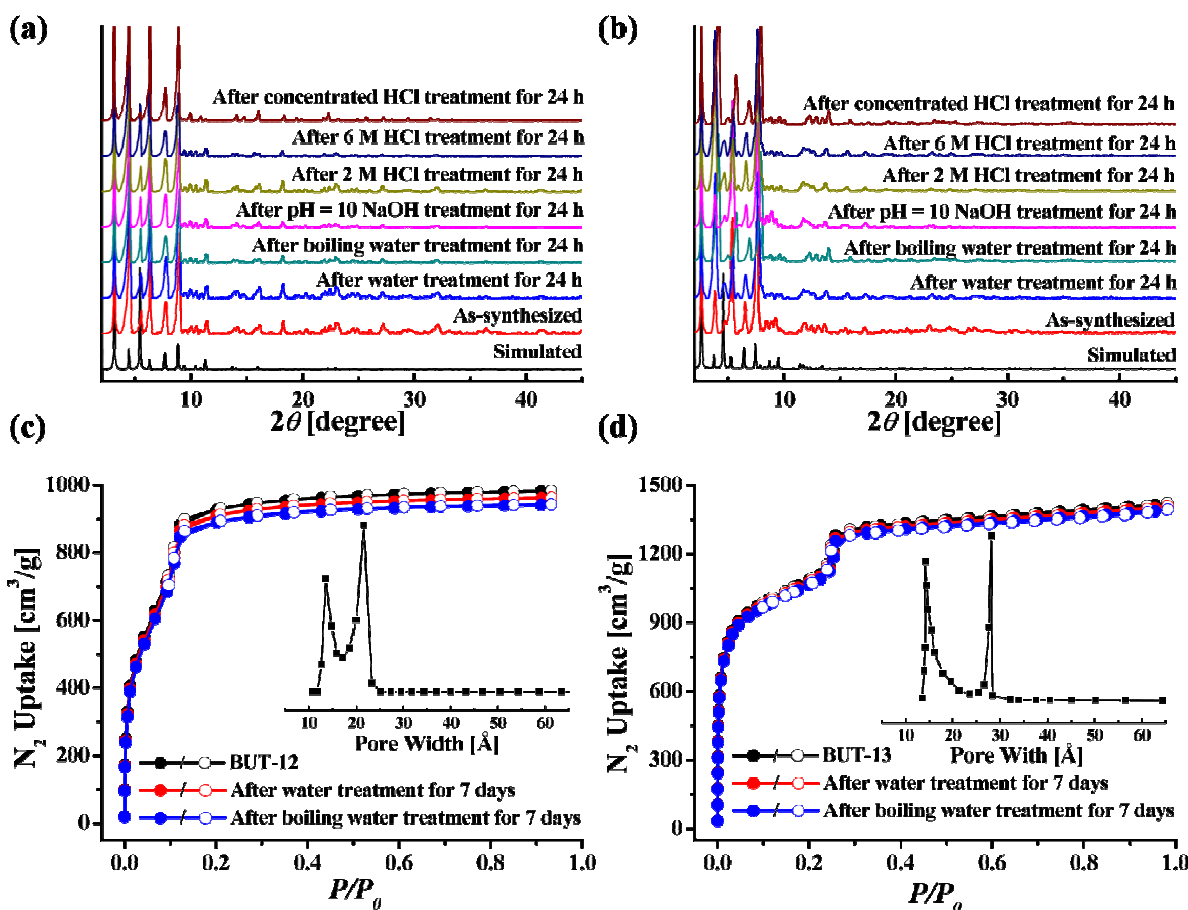 (a)
After concentrated HCl treatment for 24 h
After 6 M HCl treatment for 24 h
After 2 M HCl treatment for 24 h
After pH = 10 NaOH treatment for 24 h
After boiling water treatment for 24 h
After water treatment for 24 h
As-synthesized
Simulated
10 20 30 40
2θ [degree]
(b)
After concentrated HCl treatment for 24 h
After 6 M HCl treatment for 24 h
After 2 M HCl treatment for 24 h
After pH = 10 NaOH treatment for 24 h
After boiling water treatment for 24 h
After water treatment for 24 h
As-synthesized
Simulated
10 20 30 40
2θ [degree]
(c)
1000
800
600
400
200
0
N₂ Uptake [cm³/g]
10 20 30 40 50 60
Pore Width [Å]
BUT-12
After water treatment for 7 days
After boiling water treatment for 7 days
0.0 0.2 0.4 0.6 0.8 1.0
P/P₀
(d)
1500
1200
900
600
300
0
N₂ Uptake [cm³/g]
10 20 30 40 50 60
Pore With [Å]
BUT-13
After water treatment for 7 days
After boiling water treatment for 7 days
0.0 0.2 0.4 0.6 0.8 1.0
P/P₀